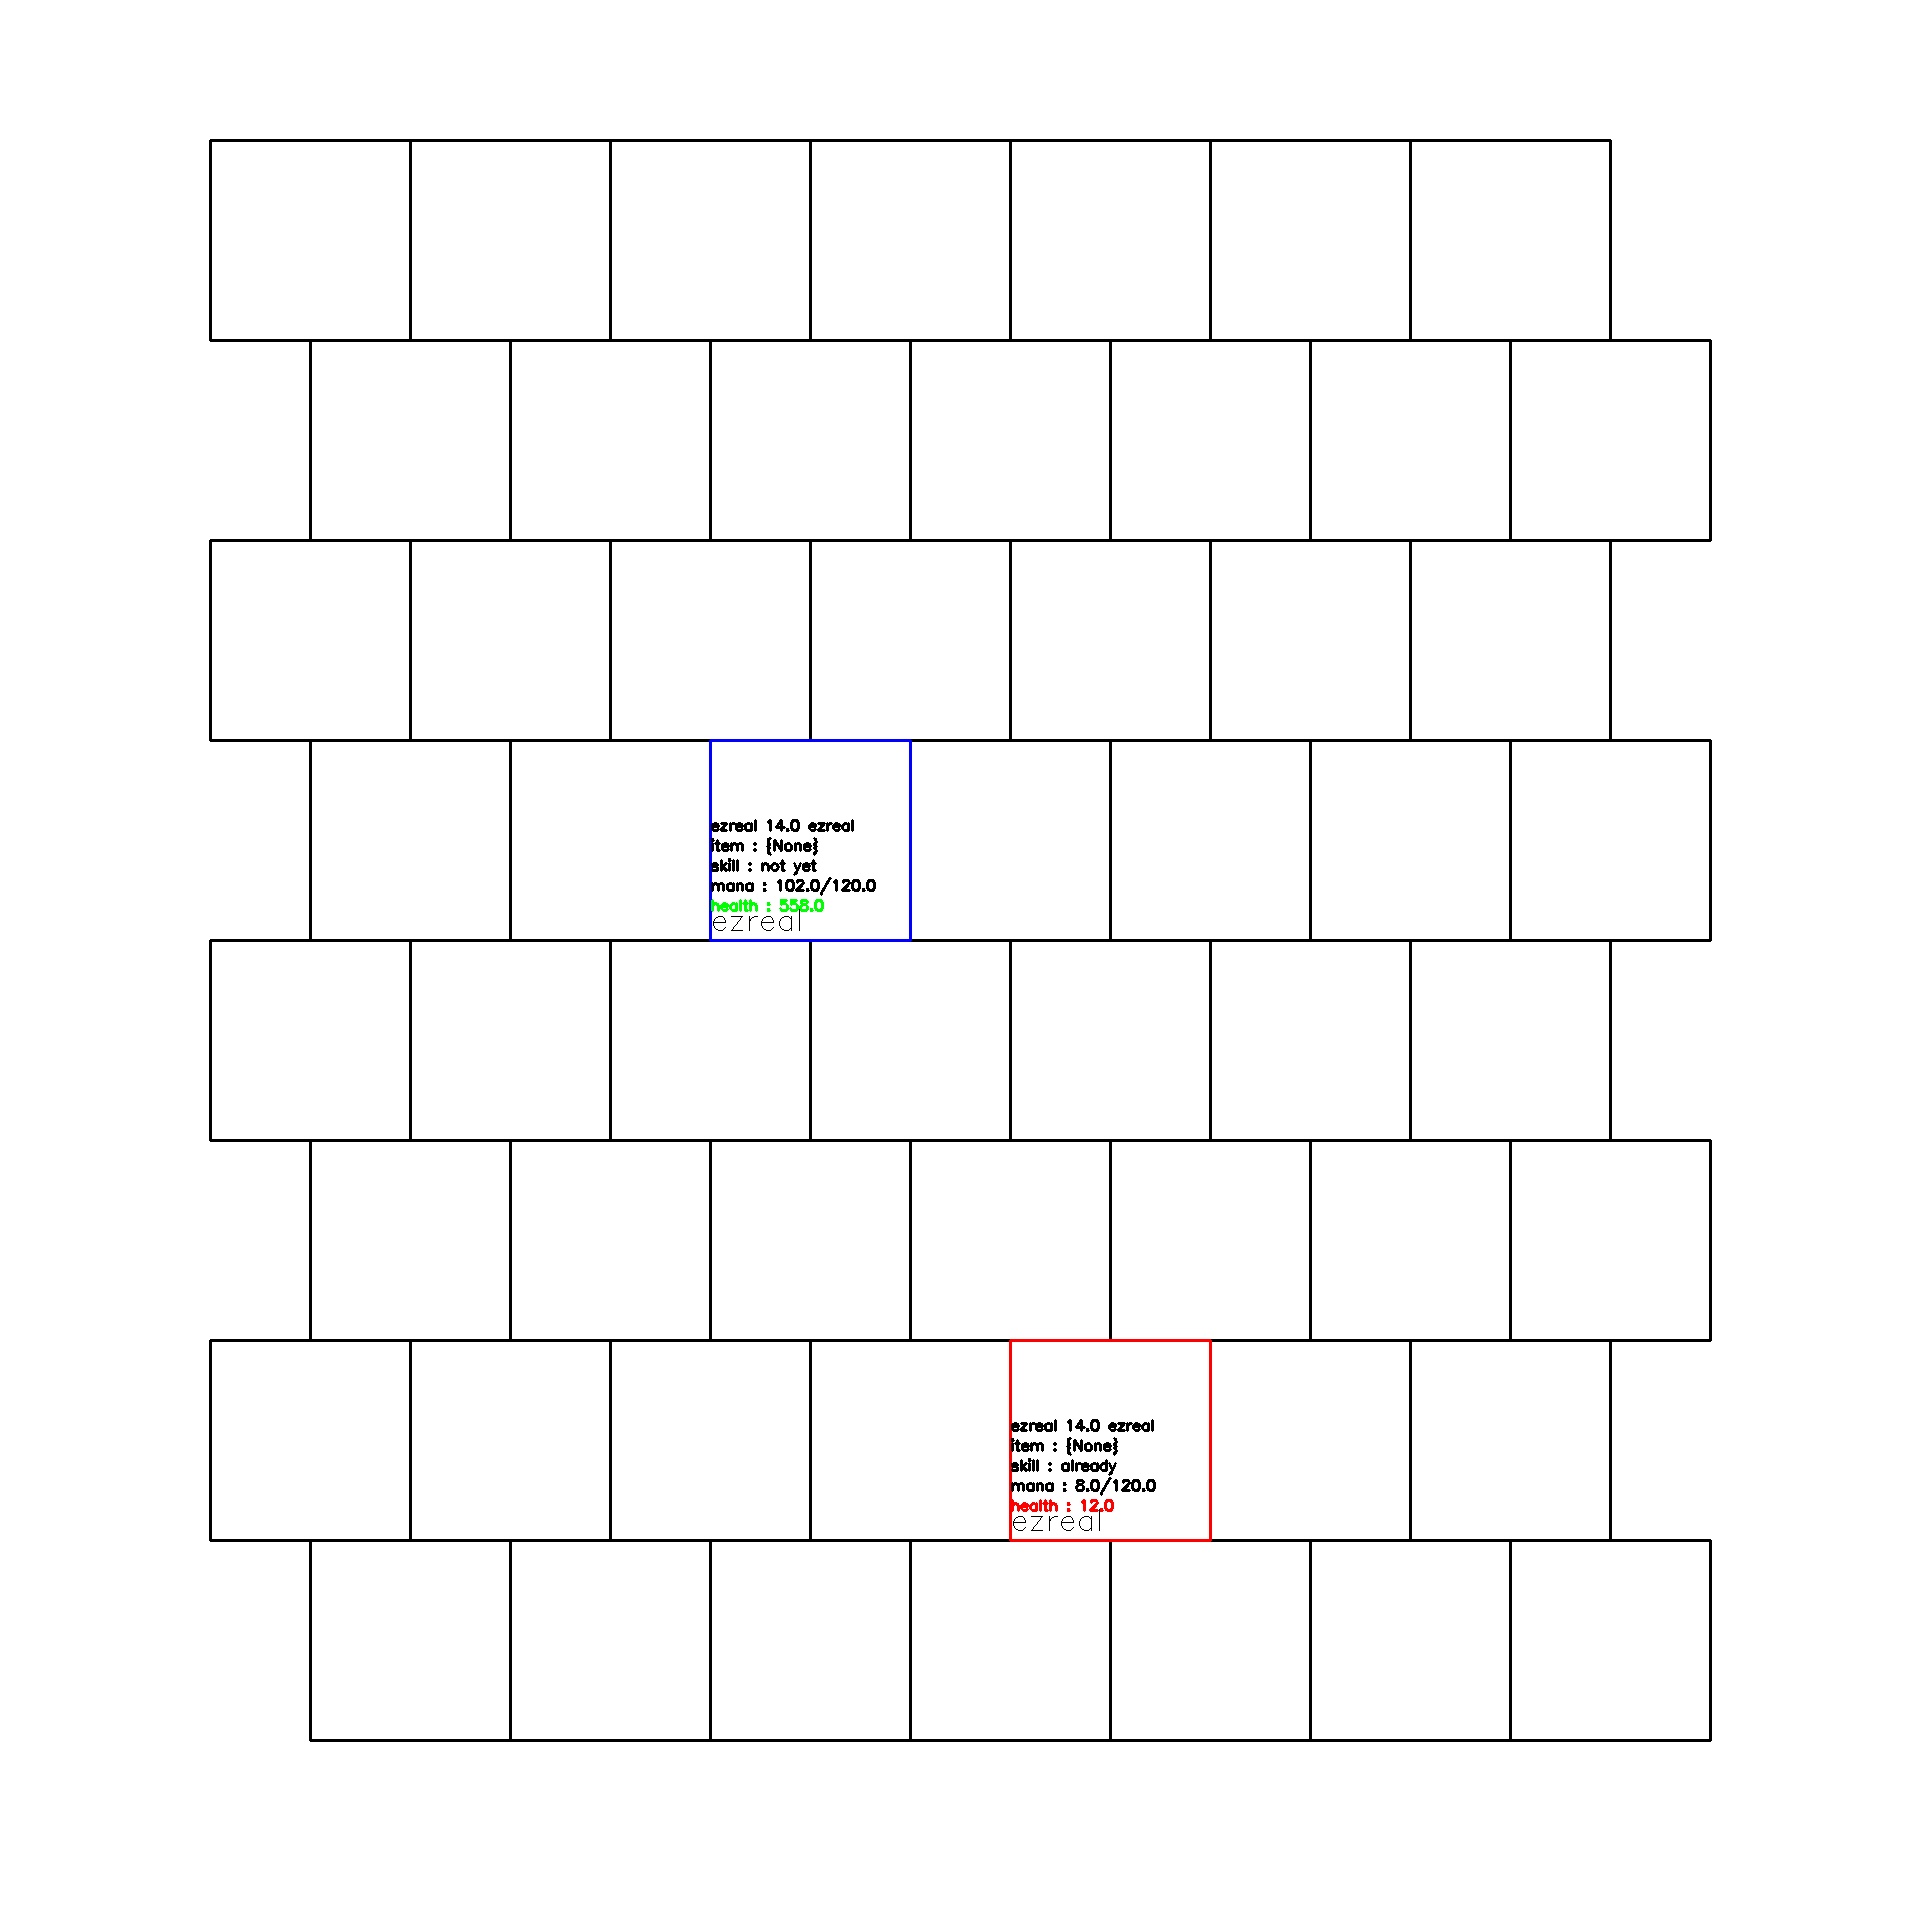 ezreal 14.0 ezreal
item : {None}
skill : not yet
mana : 102.0/120.0
health : 558.0
ezreal
ezreal 14.0 ezreal
item : {None}
skill : already
mana : 8.0/120.0
health : 12.0
ezreal